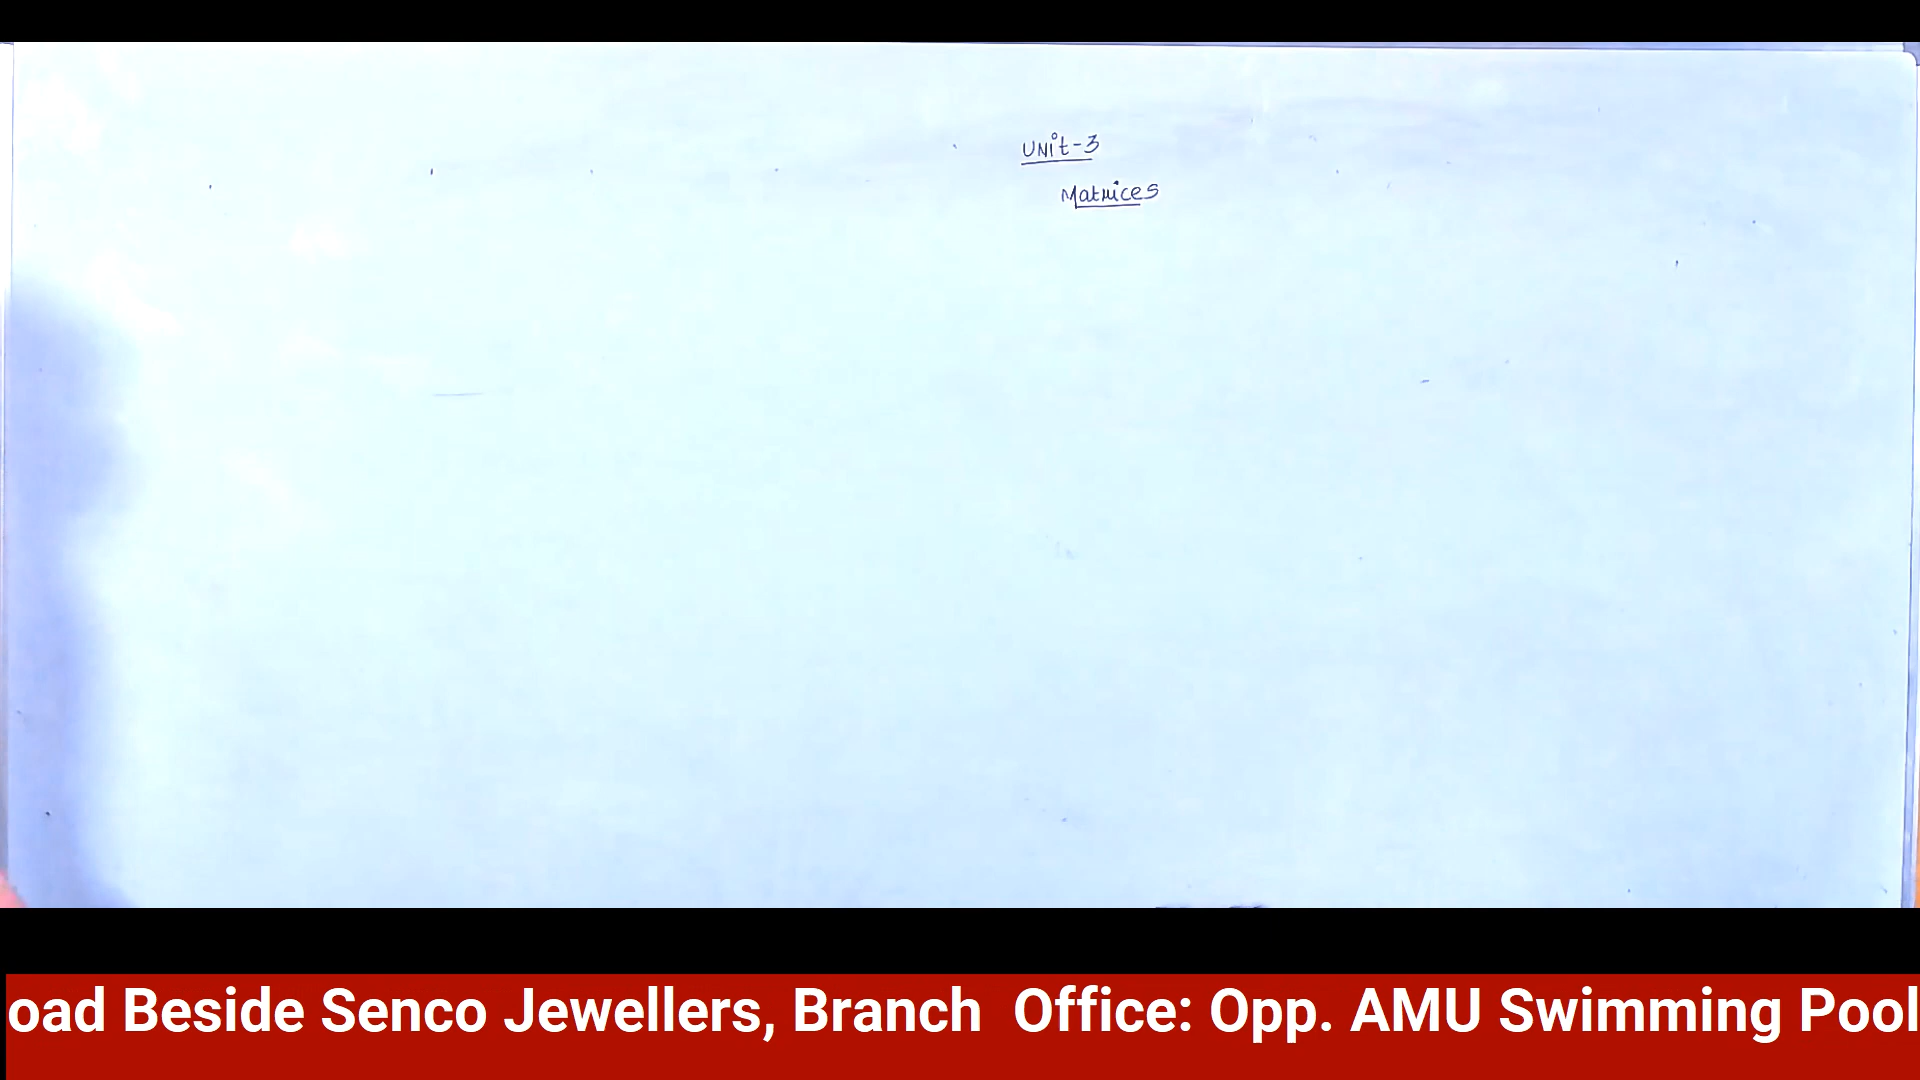 UNit-3
Matrices
oad Beside Senco Jewellers, Branch Office: Opp. AMU Swimming Pool